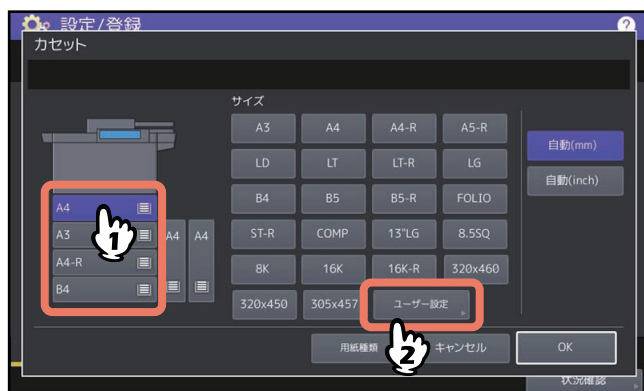 設定/登録
?
カセット
サイズ
A3 A4 A4-R A5-R
自動(mm)
LD LT LT-R LG
自動(inch)
B4 B5 B5-R FOLIO
A4
A3
A4-R
B4
A4 A4
1
ST-R COMP 13"LG 8.5SQ
8K 16K 16K-R 320x460
320x450 305x457 ユーザー設定
2
用紙種類 キャンセル OK
状況確認